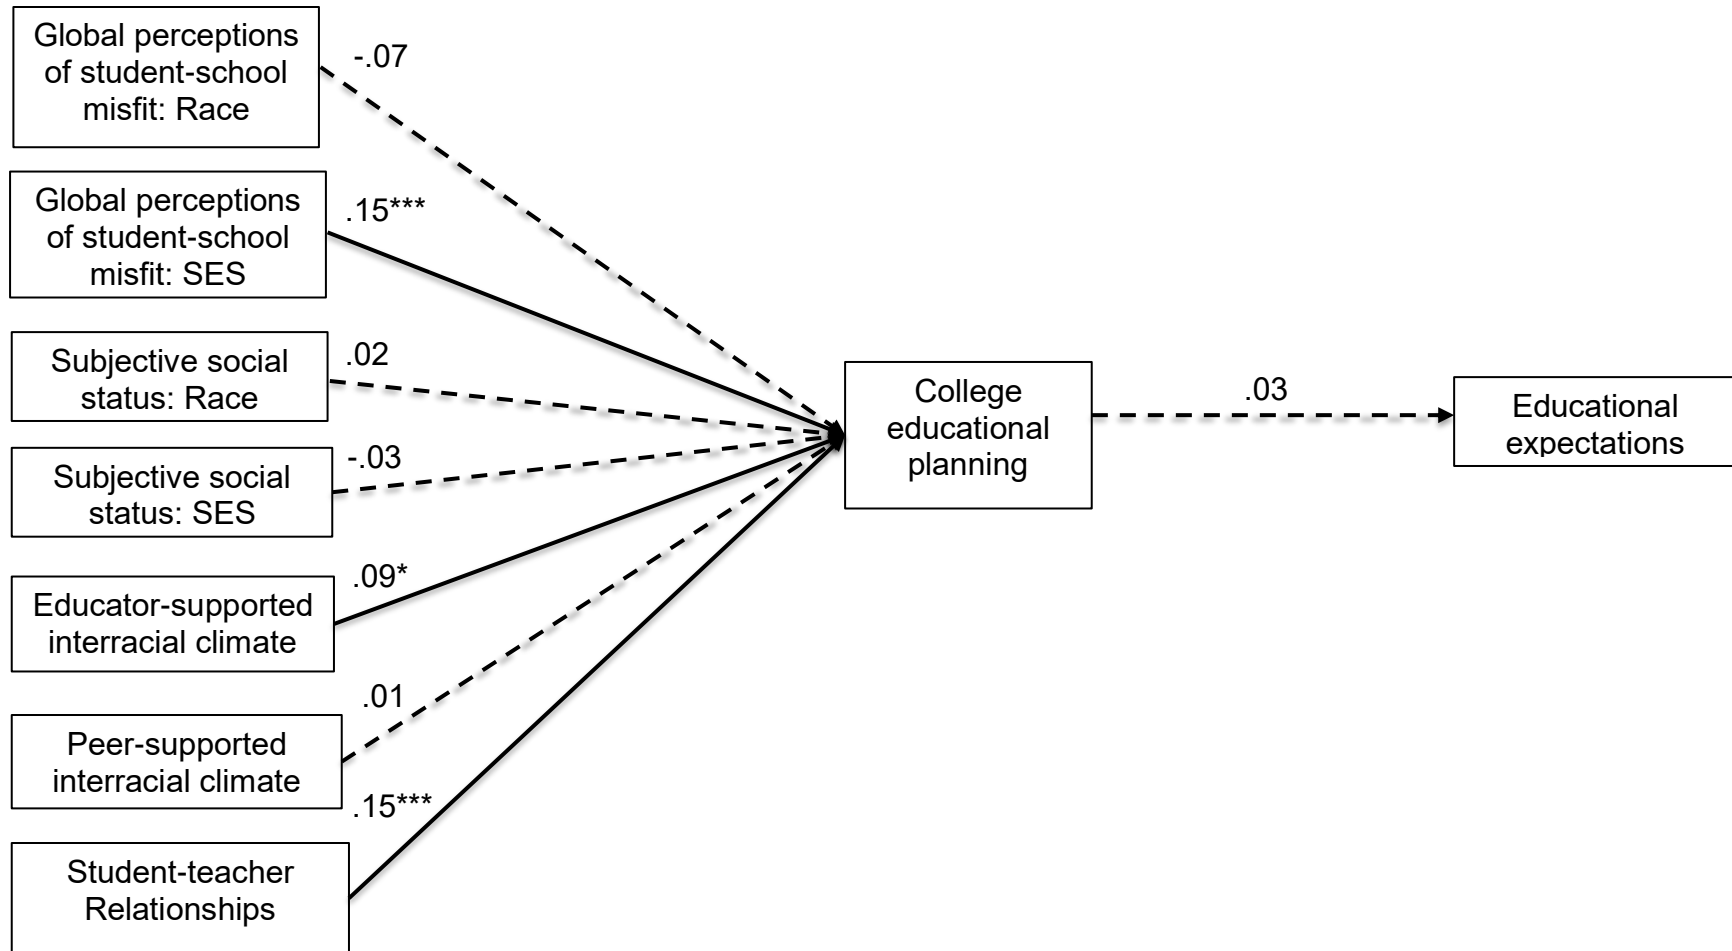 Global perceptions
of student-school
misfit: Race
-.07
Global perceptions
of student-school
misfit: SES
.15***
Subjective social
status: Race
.02
Subjective social
status: SES
-.03
Educator-supported
interracial climate
.09*
Peer-supported
interracial climate
.01
Student-teacher
Relationships
.15***
College
educational
planning
.03
Educational
expectations